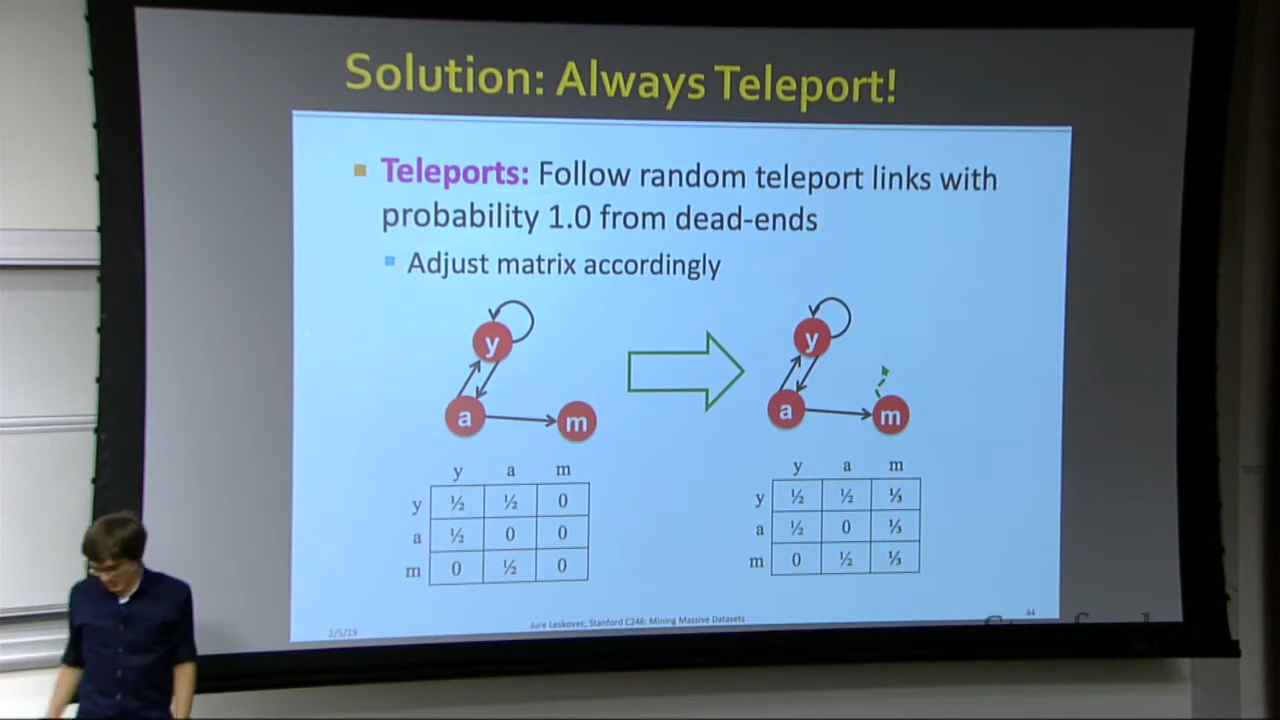 Solution: Always Teleport!
Teleports: Follow random teleport links with
probability 1.0 from dead-ends
Adjust matrix accordingly
y
a
m
y
a
m
y a m
y ½ ½ 0
a ½ 0 0
m 0 ½ 0
y a m
y ½ ½ ⅓
a ½ 0 ⅓
m 0 ½ ⅓
2/5/19
Jure Leskovec, Stanford C246: Mining Massive Datasets
44